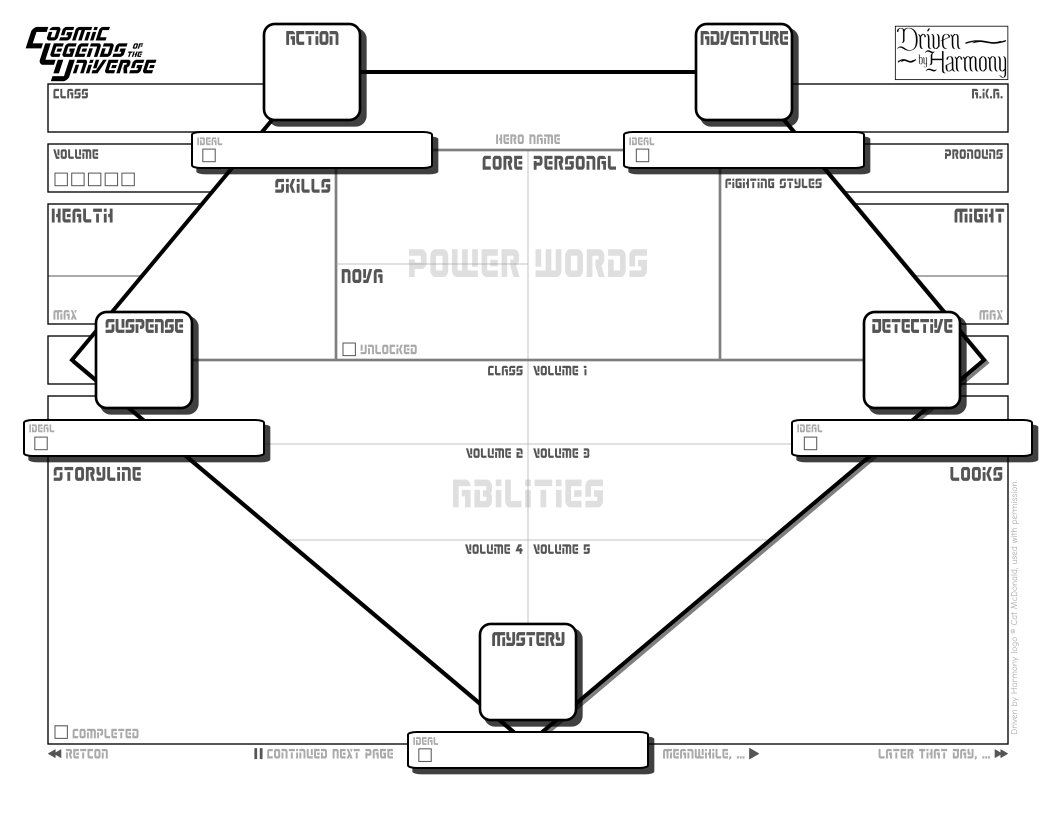 COSMIC
LEGENDS OF
THE
UNIVERSE
ACTION
ADVENTURE
Driven
by Harmony
CLASS
A.K.A.
IDEAL
HERO NAME
IDEAL
VOLUME
CORE PERSONAL
PRONOUNS
SKILLS
FIGHTING STYLES
HEALTH
MIGHT
POWER WORDS
NOVA
MAX
MAX
SUSPENSE
DETECTIVE
UNLOCKED
CLASS VOLUME 1
IDEAL
IDEAL
VOLUME 2 VOLUME 3
STORYLINE
LOOKS
ABILITIES
VOLUME 4 VOLUME 5
MYSTERY
Driven by Harmony logo © Cat McDonald, used with permission.
COMPLETED
IDEAL
RETCON
CONTINUED NEXT PAGE
MEANWHILE, ...
LATER THAT DAY, ...